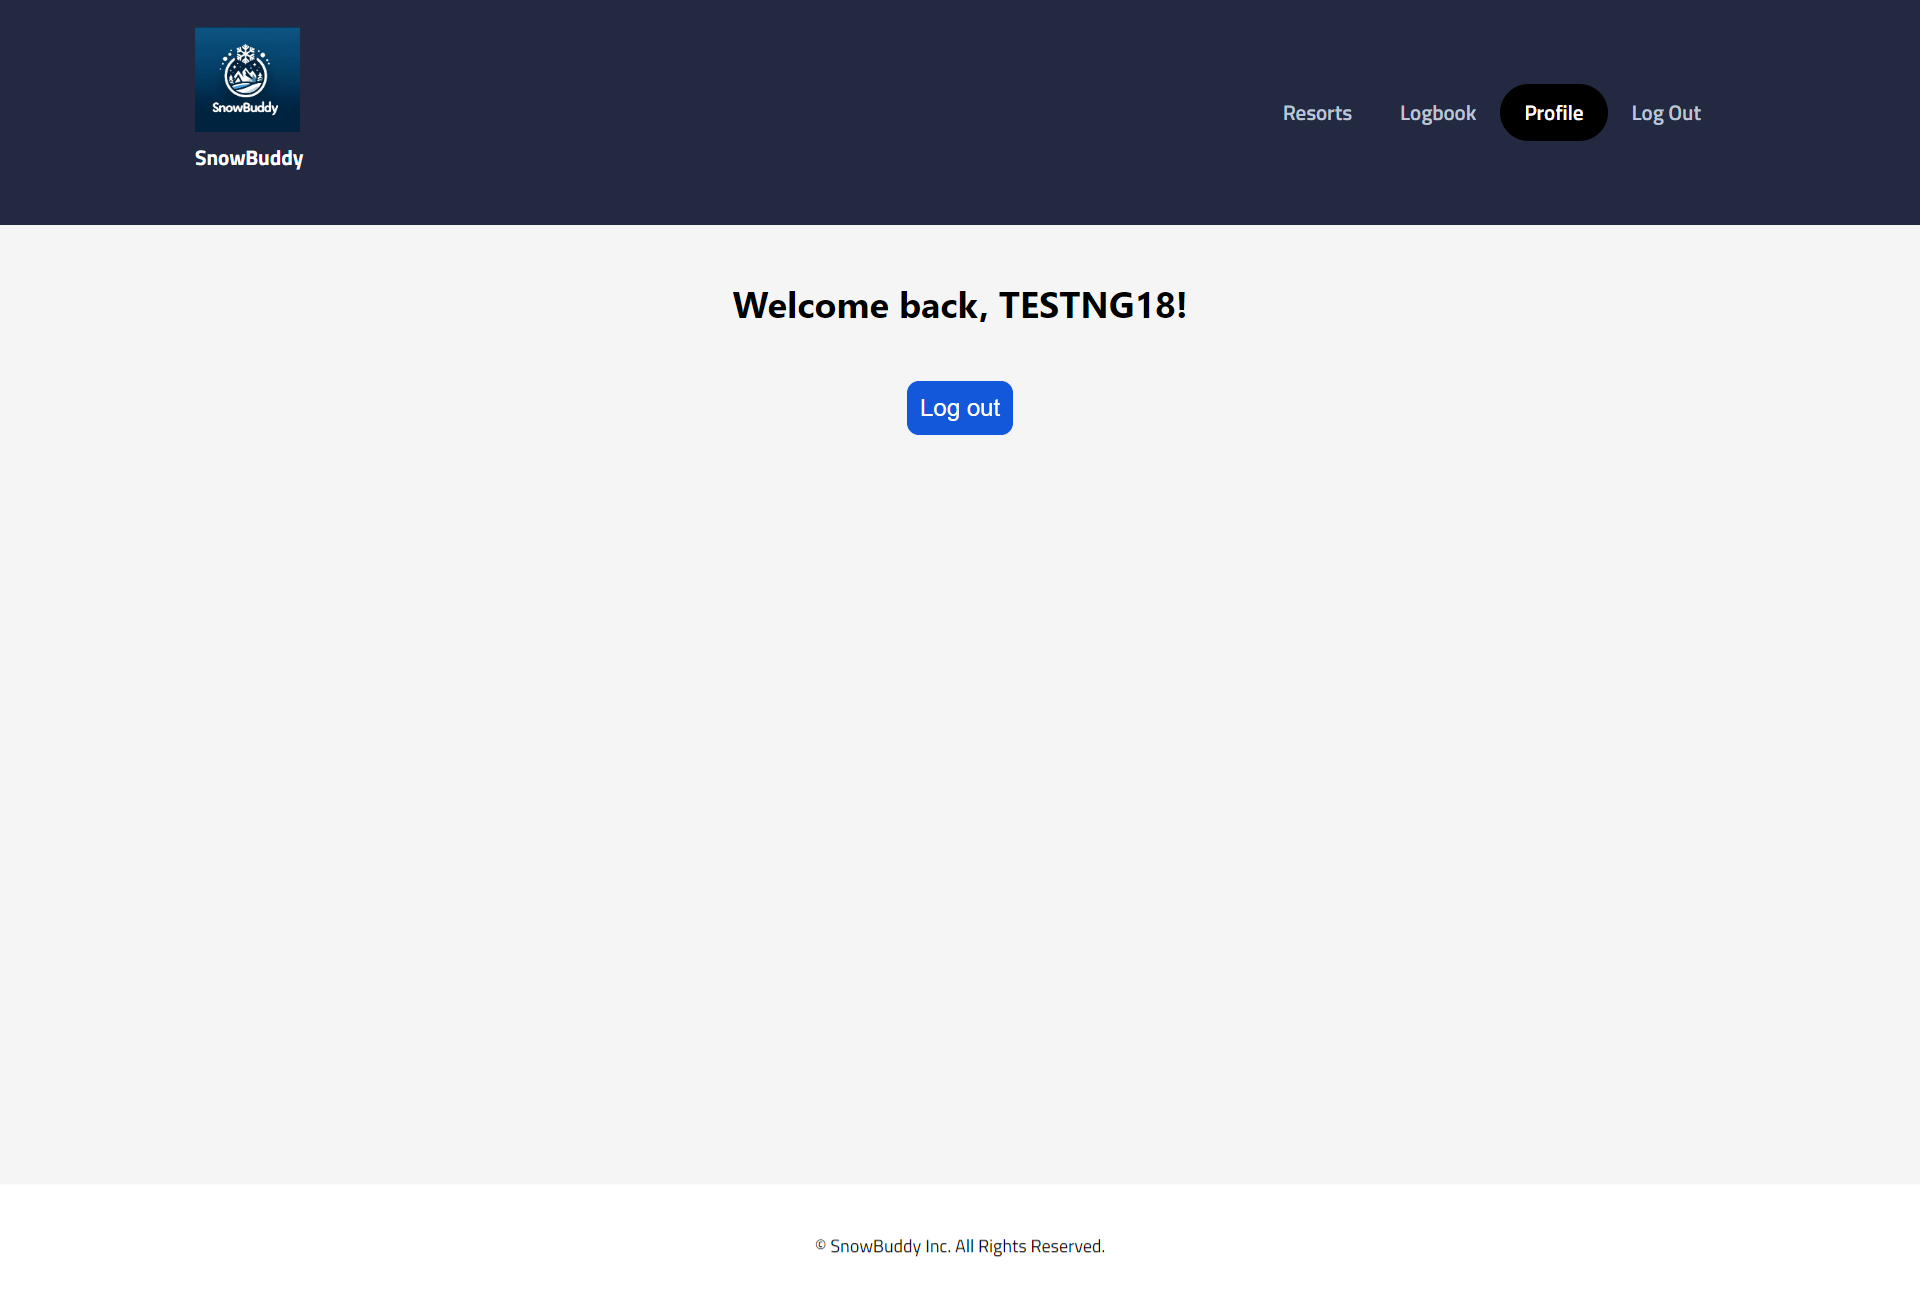 SnowBuddy
SnowBuddy
Resorts Logbook Profile Log Out
Welcome back, TESTNG18!
Log out
© SnowBuddy Inc. All Rights Reserved.